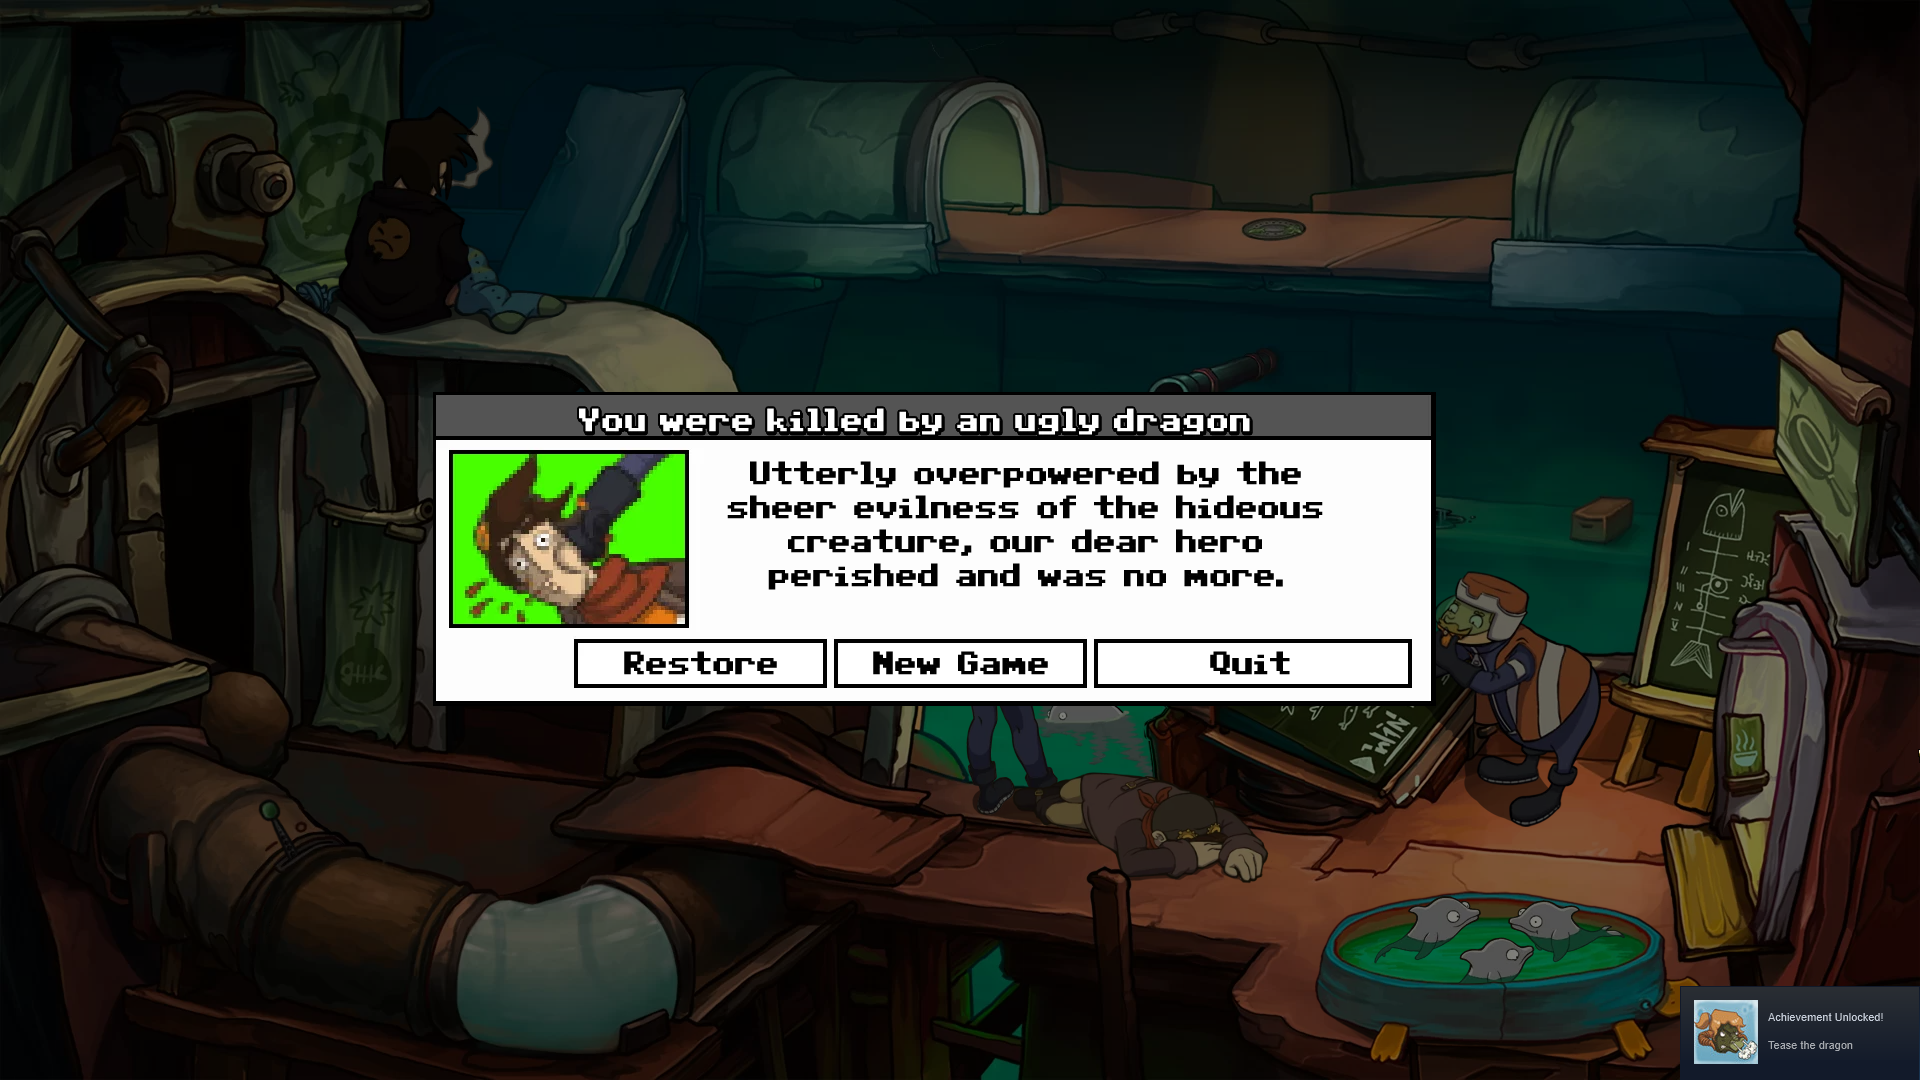 You were killed by an ugly dragon
Utterly overpowered by the
sheer evilness of the hideous
creature, our dear hero
perished and was no more.
Restore
New Game
Quit
Achievement Unlocked!
Tease the dragon